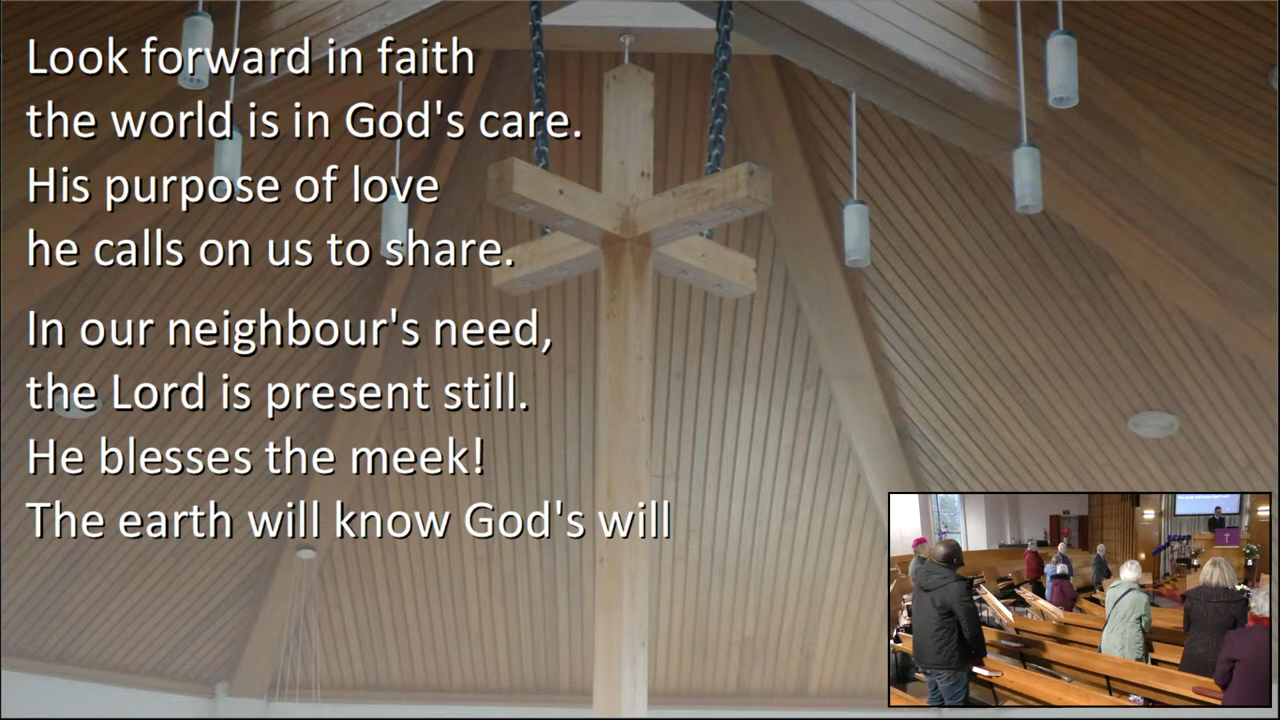 Look forward in faith
the world is in God's care.
His purpose of love
he calls on us to share.
In our neighbour's need,
the Lord is present still.
He blesses the meek!
The earth will know God's will